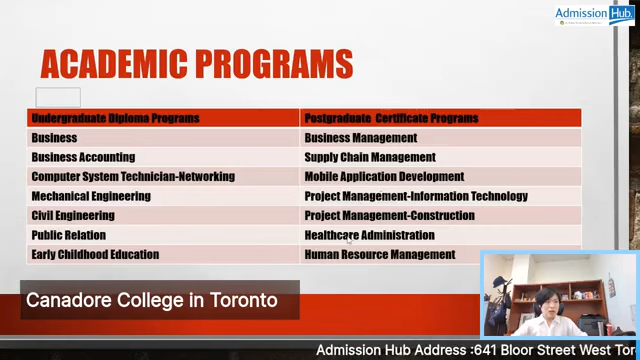 Admission Hub.
ACADEMIC PROGRAMS
Undergraduate Diploma Programs
Postgraduate Certificate Programs
Business
Business Management
Business Accounting
Supply Chain Management
Computer System Technician-Networking
Mobile Application Development
Mechanical Engineering
Project Management-Information Technology
Civil Engineering
Project Management-Construction
Public Relation
Healthcare Administration
Early Childhood Education
Human Resource Management
Canadore College in Toronto
Admission Hub Address :641 Bloor Street West Tor